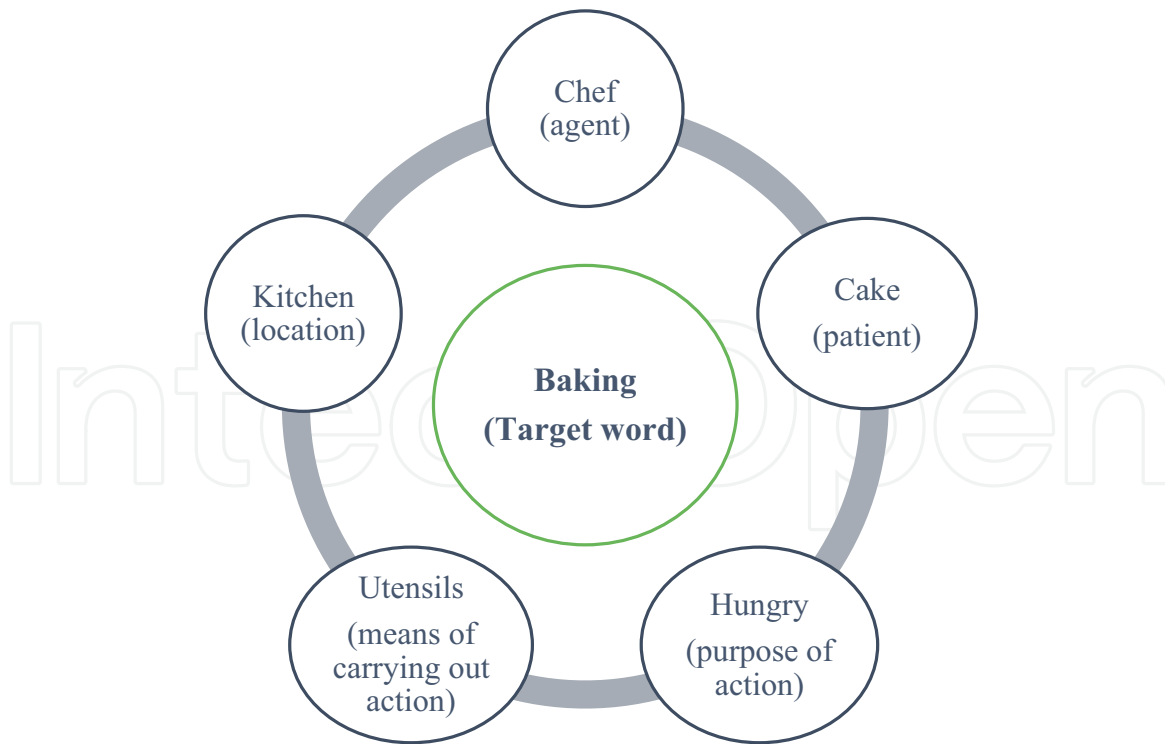 Chef
(agent)
Kitchen
(location)
Cake
(patient)
Baking
(Target word)
Utensils
(means of
carrying out
action)
Hungry
(purpose of
action)
IntechOpen